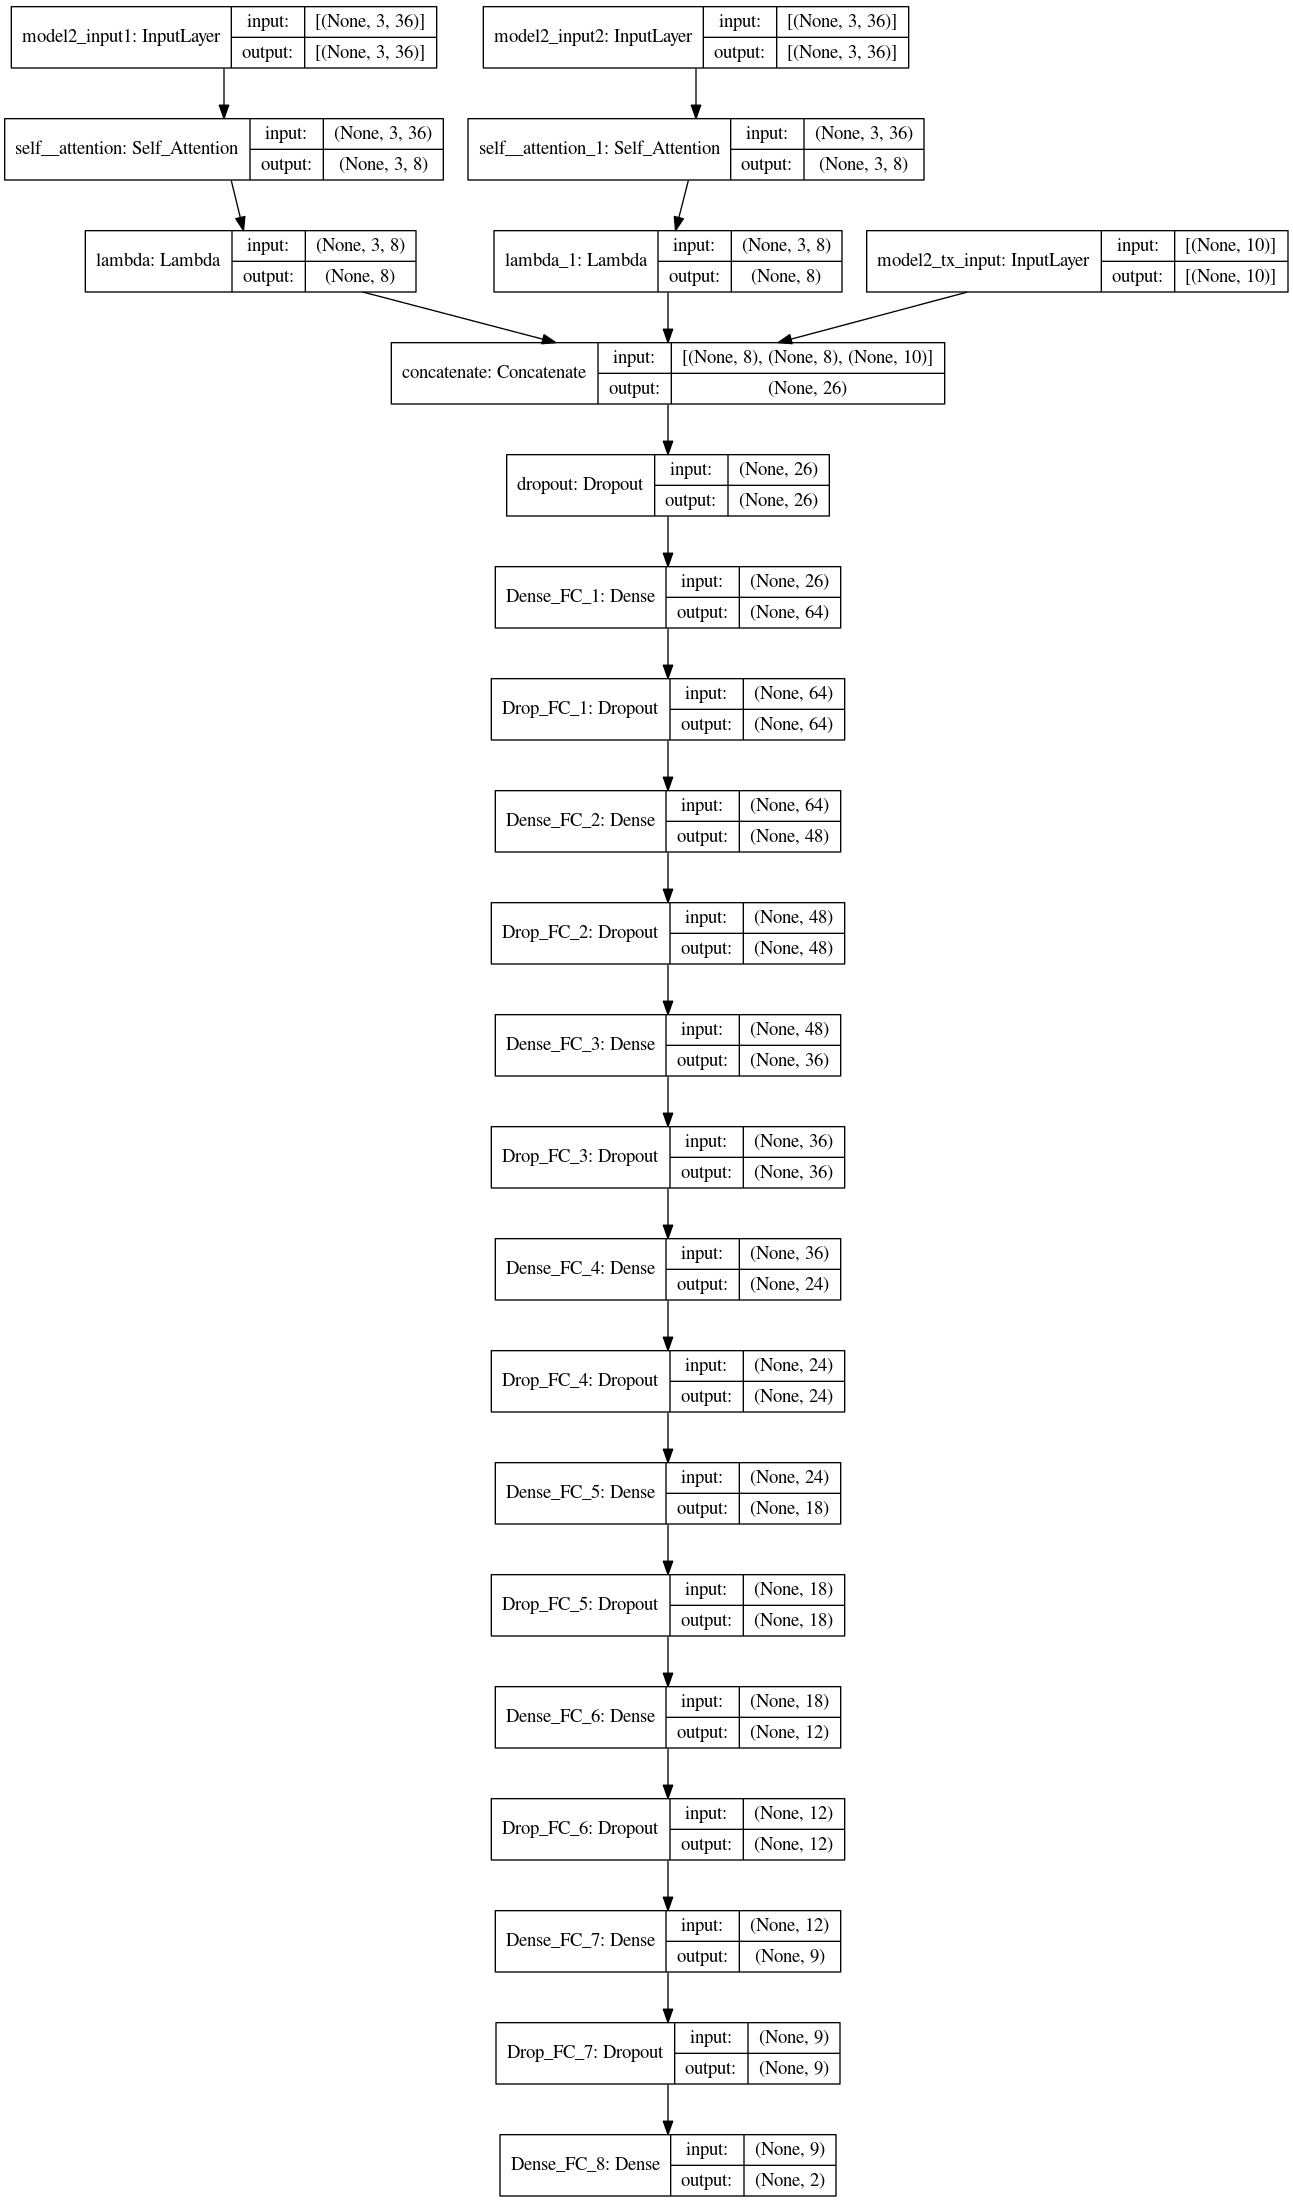 model2_input1: InputLayer
input: [(None, 3, 36)]
output: [(None, 3, 36)]
model2_input2: InputLayer
input: [(None, 3, 36)]
output: [(None, 3, 36)]
self__attention: Self_Attention
input: (None, 3, 36)
output: (None, 3, 8)
self__attention_1: Self_Attention
input: (None, 3, 36)
output: (None, 3, 8)
lambda: Lambda
input: (None, 3, 8)
output: (None, 8)
lambda_1: Lambda
input: (None, 3, 8)
output: (None, 8)
model2_tx_input: InputLayer
input: [(None, 10)]
output: [(None, 10)]
concatenate: Concatenate
input: [(None, 8), (None, 8), (None, 10)]
output: (None, 26)
dropout: Dropout
input: (None, 26)
output: (None, 26)
Dense_FC_1: Dense
input: (None, 26)
output: (None, 64)
Drop_FC_1: Dropout
input: (None, 64)
output: (None, 64)
Dense_FC_2: Dense
input: (None, 64)
output: (None, 48)
Drop_FC_2: Dropout
input: (None, 48)
output: (None, 48)
Dense_FC_3: Dense
input: (None, 48)
output: (None, 36)
Drop_FC_3: Dropout
input: (None, 36)
output: (None, 36)
Dense_FC_4: Dense
input: (None, 36)
output: (None, 24)
Drop_FC_4: Dropout
input: (None, 24)
output: (None, 24)
Dense_FC_5: Dense
input: (None, 24)
output: (None, 18)
Drop_FC_5: Dropout
input: (None, 18)
output: (None, 18)
Dense_FC_6: Dense
input: (None, 18)
output: (None, 12)
Drop_FC_6: Dropout
input: (None, 12)
output: (None, 12)
Dense_FC_7: Dense
input: (None, 12)
output: (None, 9)
Drop_FC_7: Dropout
input: (None, 9)
output: (None, 9)
Dense_FC_8: Dense
input: (None, 9)
output: (None, 2)